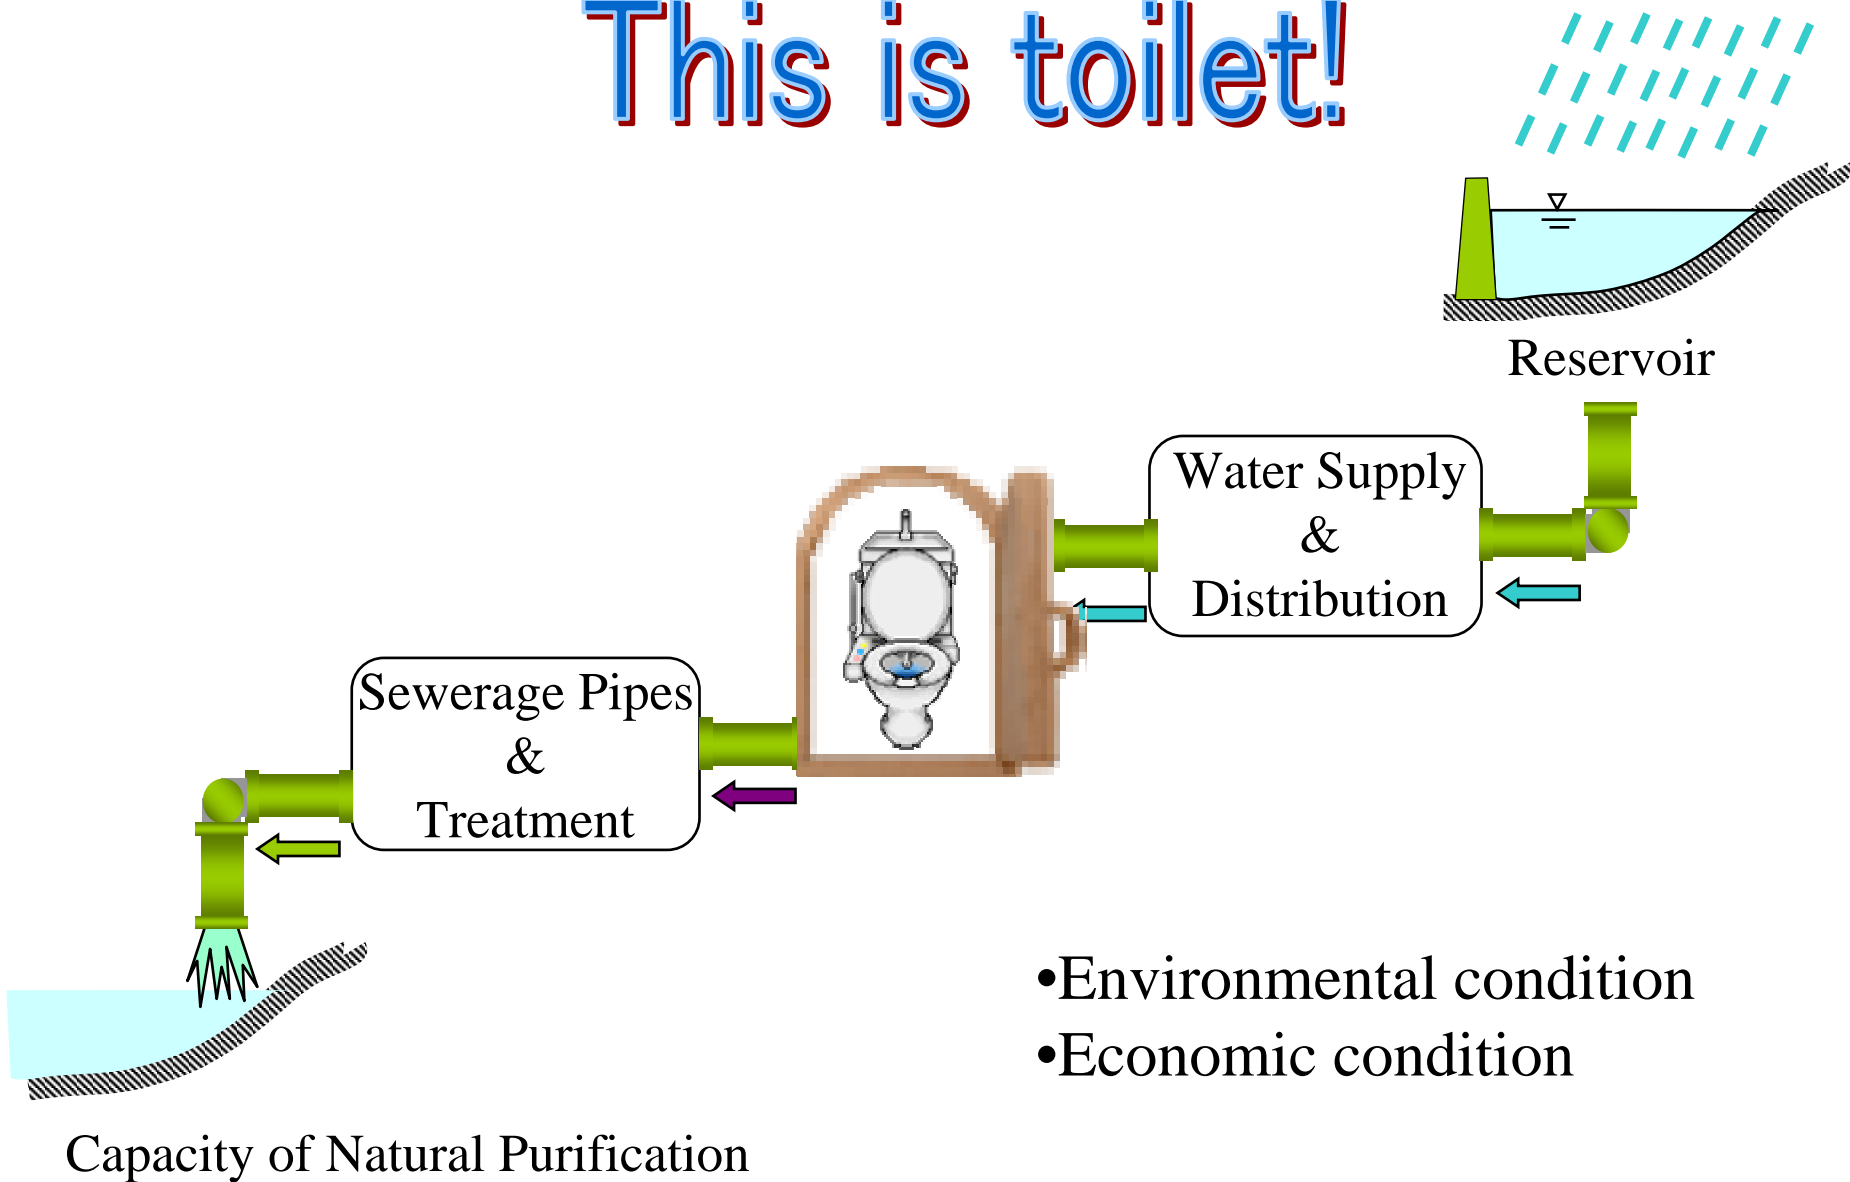 This is toilet!
Reservoir
Water Supply
&
Distribution
Sewerage Pipes
&
Treatment
•Environmental condition
•Economic condition
Capacity of Natural Purification